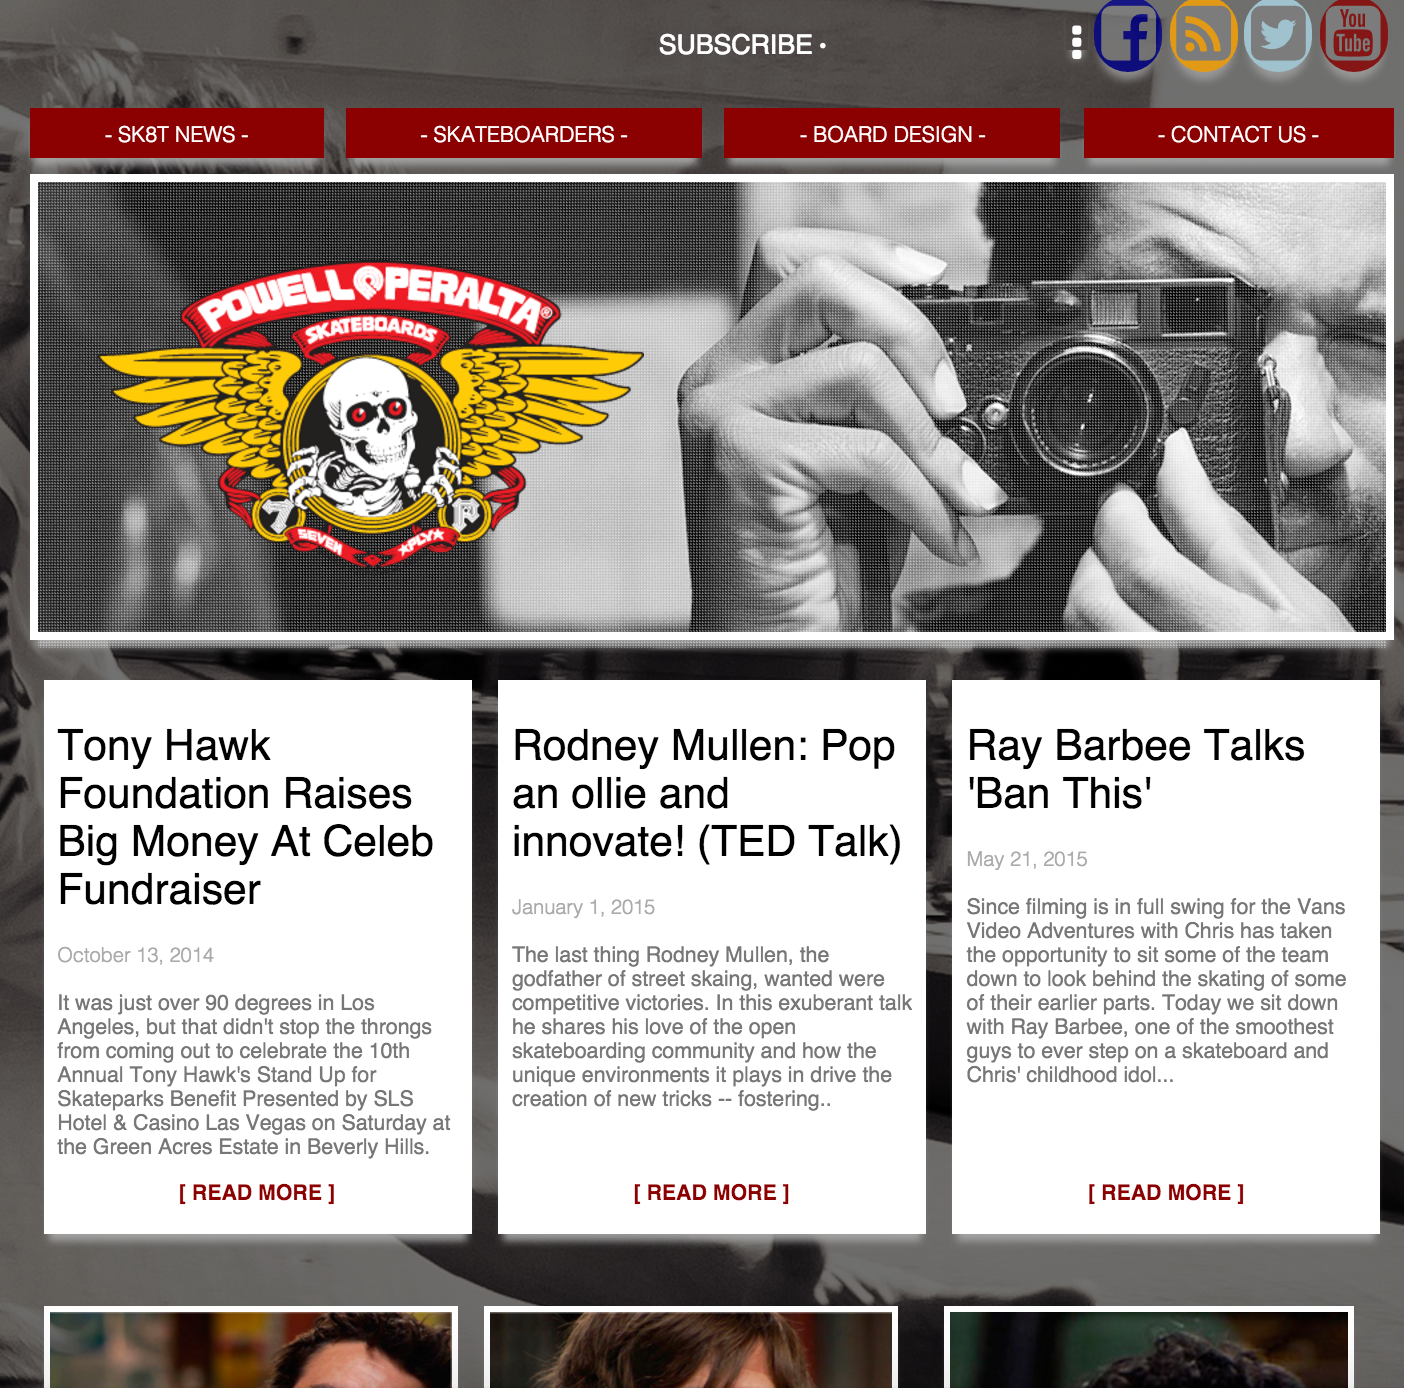 SUBSCRIBE •
You
Tube
- SK8T NEWS -
- SKATEBOARDERS -
- BOARD DESIGN -
- CONTACT US -
POWELL PERALTA®
SKATEBOARDS
7 P
SEVEN PLY
Tony Hawk
Foundation Raises
Big Money At Celeb
Fundraiser
October 13, 2014
It was just over 90 degrees in Los
Angeles, but that didn't stop the throngs
from coming out to celebrate the 10th
Annual Tony Hawk's Stand Up for
Skateparks Benefit Presented by SLS
Hotel & Casino Las Vegas on Saturday at
the Green Acres Estate in Beverly Hills.
[ READ MORE ]
Rodney Mullen: Pop
an ollie and
innovate! (TED Talk)
January 1, 2015
The last thing Rodney Mullen, the
godfather of street skaing, wanted were
competitive victories. In this exuberant talk
he shares his love of the open
skateboarding community and how the
unique environments it plays in drive the
creation of new tricks -- fostering..
[ READ MORE ]
Ray Barbee Talks
'Ban This'
May 21, 2015
Since filming is in full swing for the Vans
Video Adventures with Chris has taken
the opportunity to sit some of the team
down to look behind the skating of some
of their earlier parts. Today we sit down
with Ray Barbee, one of the smoothest
guys to ever step on a skateboard and
Chris' childhood idol...
[ READ MORE ]